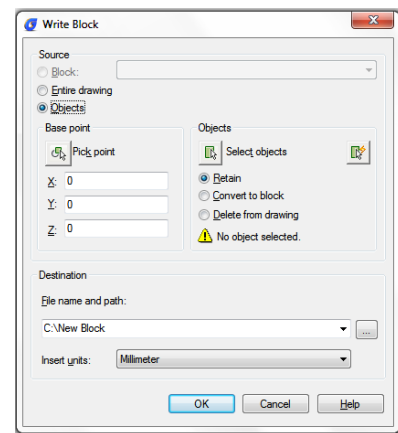 Write Block
Source
Block:
Entire drawing
Objects
Base point
Pick point
X: 0
Y: 0
Z: 0
Objects
Select objects
Retain
Convert to block
Delete from drawing
No object selected.
Destination
File name and path:
C:\New Block
...
Insert units: Millimeter
OK Cancel Help